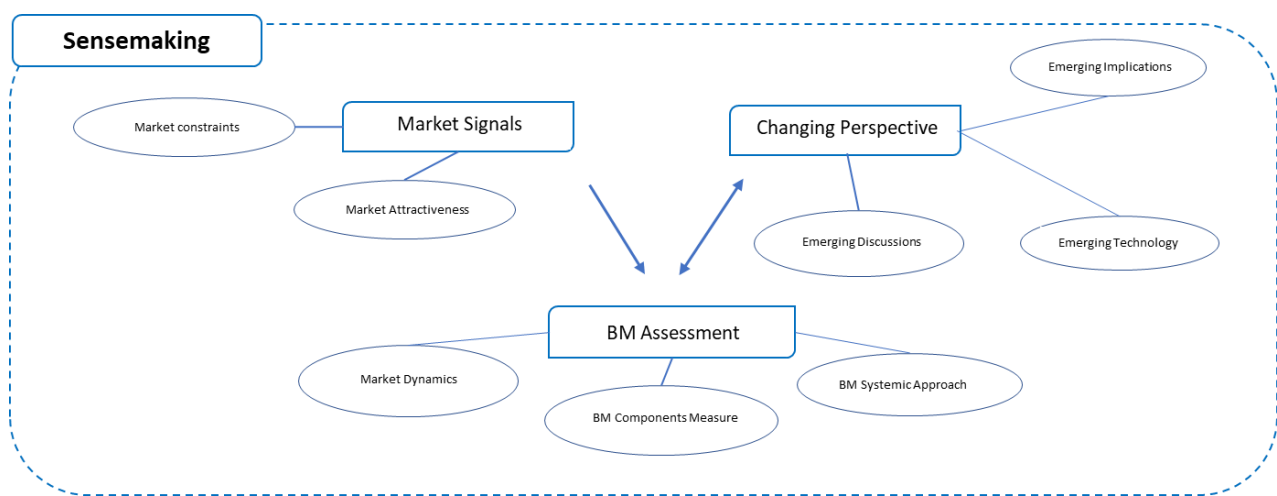 Sensemaking
Emerging Implications
Market constraints
Market Signals
Changing Perspective
Market Attractiveness
Emerging Discussions
Emerging Technology
BM Assessment
Market Dynamics
BM Components Measure
BM Systemic Approach